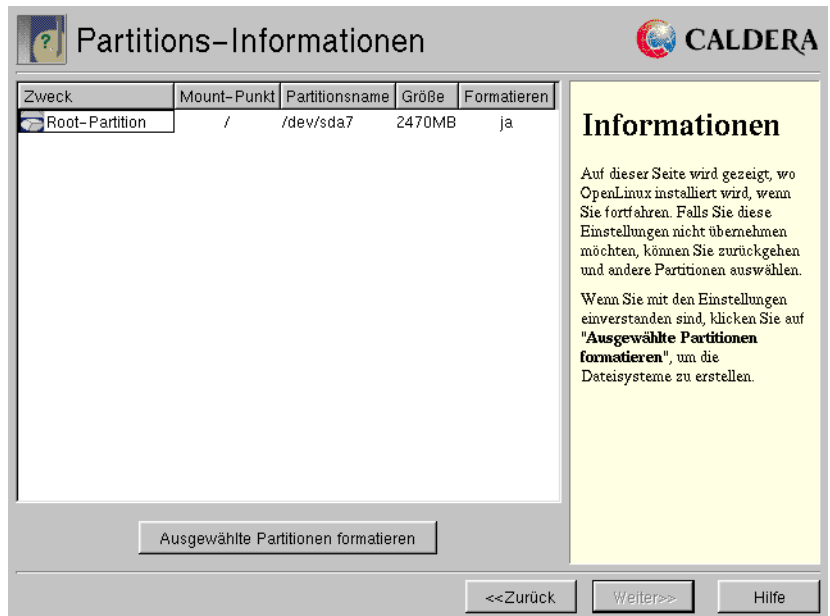 Partitions-Informationen
CALDERA
Zweck Mount-Punkt Partitionsname Größe Formatieren
Root-Partition / /dev/sda7 2470MB ja
Informationen
Auf dieser Seite wird gezeigt, wo
OpenLinux installiert wird, wenn
Sie fortfahren. Falls Sie diese
Einstellungen nicht übernehmen
möchten, können Sie zurückgehen
und andere Partitionen auswählen.
Wenn Sie mit den Einstellungen
einverstanden sind, klicken Sie auf
"Ausgewählte Partitionen
formatieren", um die
Dateisysteme zu erstellen.
Ausgewählte Partitionen formatieren
<<Zurück
Weiter>>
Hilfe